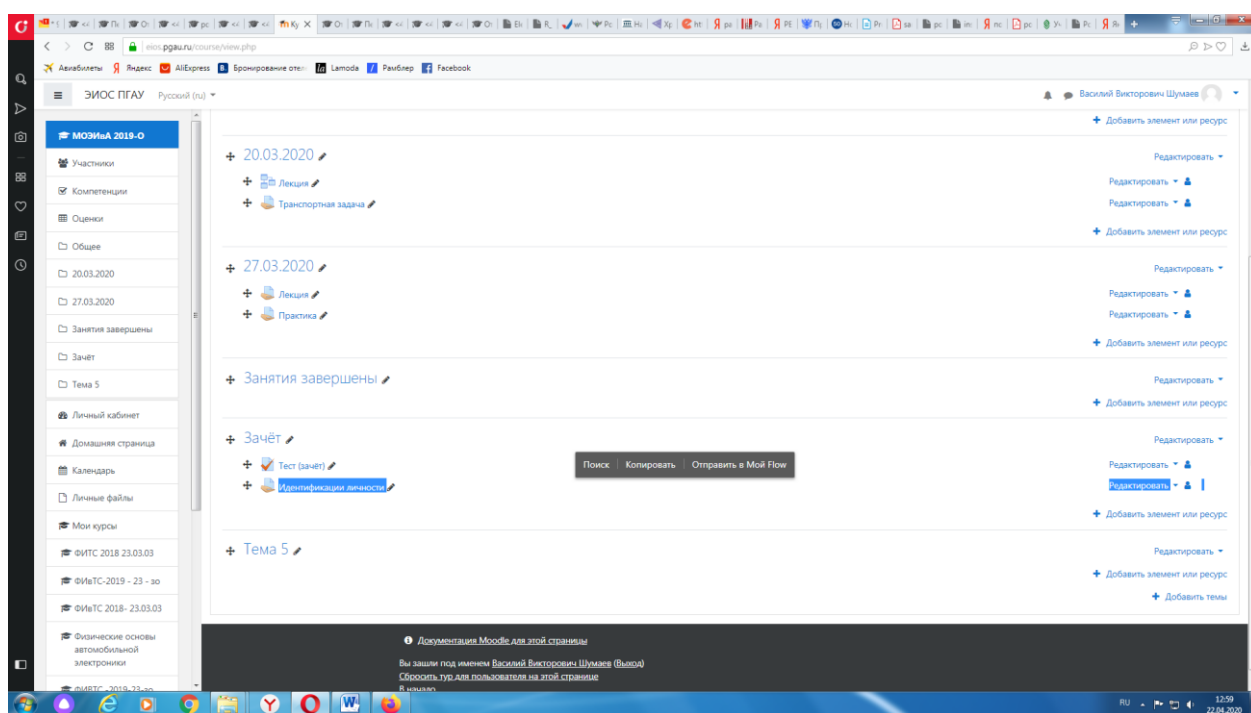 eios.pgau.ru/course/view.php
Авиабилеты Яндекс AliExpress Бронирование отел Lamoda Рамблер Facebook
ЭИОС ПГАУ Русский (ru)
Василий Викторович Шумаев
Добавить элемент или ресурс
МОЭИвА 2019-О
Участники
Компетенции
Оценки
Общее
20.03.2020
27.03.2020
Занятия завершены
Зачёт
Тема 5
Личный кабинет
Домашняя страница
Календарь
Личные файлы
Мои курсы
ФИТС 2018 23.03.03
ФИвТС-2019 - 23 - зо
ФИвТС 2018- 23.03.03
Физические основы
автомобильной
электроники
ФИВТС -2019-23-зо
20.03.2020 Редактировать
Лекция Редактировать
Транспортная задача Редактировать
Добавить элемент или ресурс
27.03.2020 Редактировать
Лекция Редактировать
Практика Редактировать
Добавить элемент или ресурс
Занятия завершены Редактировать
Добавить элемент или ресурс
Зачёт Редактировать
Поиск Копировать Отправить в Мой Flow
Тест (зачёт) Редактировать
Идентификации личности Редактировать
Добавить элемент или ресурс
Тема 5 Редактировать
Добавить элемент или ресурс
Добавить темы
Документация Moodle для этой страницы
Вы зашли под именем Василий Викторович Шумаев (Выход)
Сбросить тур для пользователя на этой странице
В начало
RU 12:59
22.04.2020